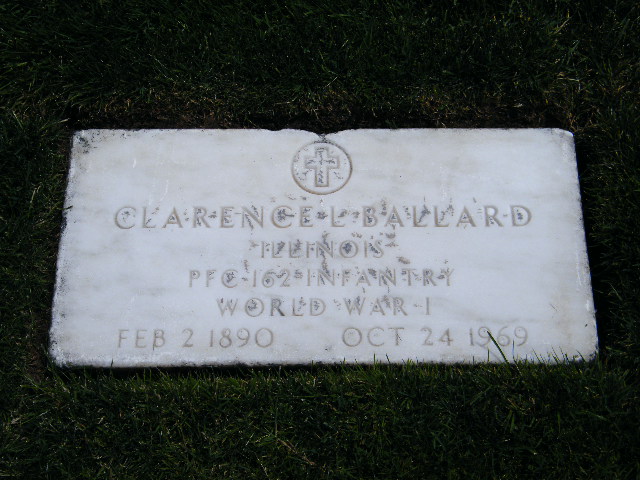 CLARENCE L BALLARD
ILLINOIS
PFC 162 INFANTRY
WORLD WAR I
FEB 2 1890 OCT 24 1969